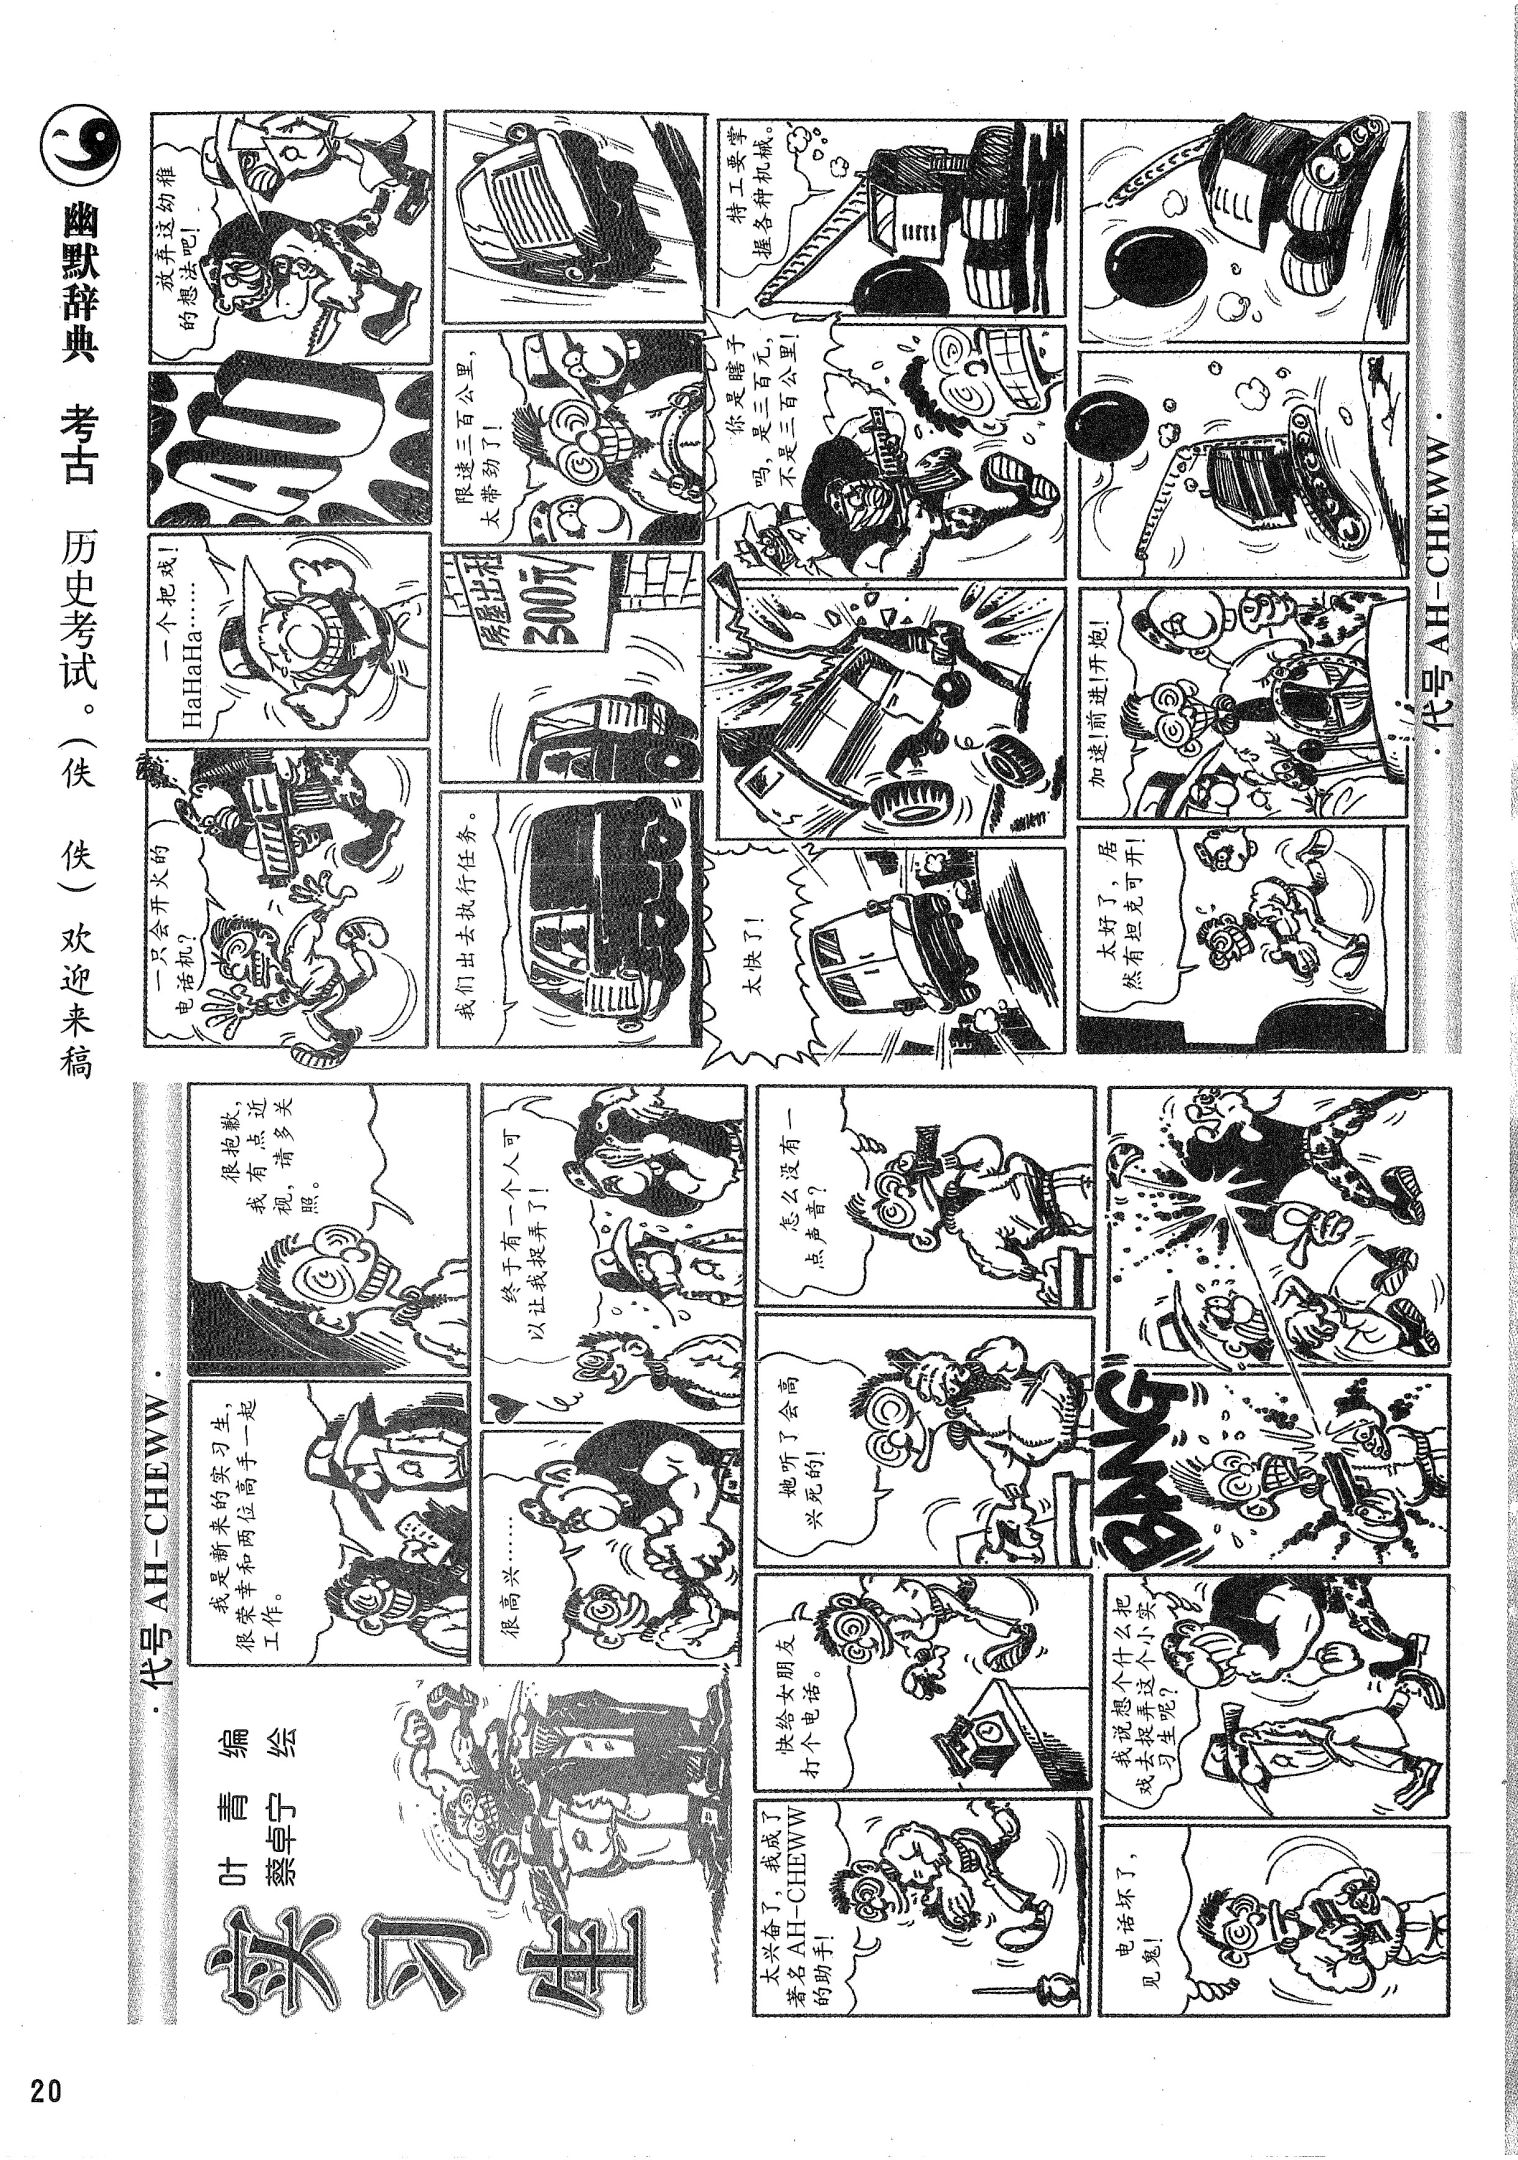 20
幽默辞典 考古 历史考试。（佚 佚）欢迎来稿
·代号 AH-CHEWW·
实习生
叶 青 编
蔡卓宁 绘
我是新来的实习生，
很荣幸和两位高手一起
工作。
很抱歉，
我有点近
视，请多关
照。
很高兴……
终于有一个人可
以让我捉弄了！
太兴奋了，我成了
著名AH-CHEWW
的助手！
快给女朋友
打个电话。
她听了会高
兴死的！
怎么没有一
点声音？
电话坏了，
见鬼！
我说想个什么把
戏去捉弄这个小实
习生呢？
BANG
一只会开火的
电话机？
一个把戏！
HaHaHa……
AU
放弃这幼稚
的想法吧！
我们出去执行任务。
房屋出租
300元
限速三百公里，
太带劲了！
太快了！
你是瞎子
吗，是三百元，
不是三百公里！
特工要掌
握各种机械。
太好了，居
然有坦克可开！
加速！前进！开炮！
·代号 AH-CHEWW·